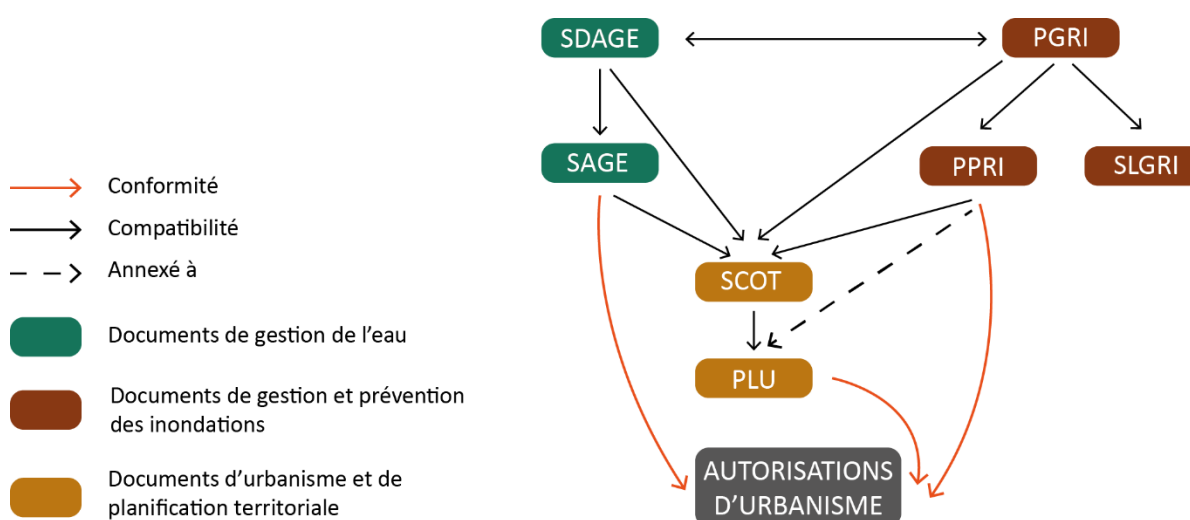 SDAGE
PGRI
SAGE
PPRI
SLGRI
SCOT
PLU
AUTORISATIONS
D'URBANISME
Conformité
Compatibilité
Annexé à
Documents de gestion de l'eau
Documents de gestion et prévention
des inondations
Documents d'urbanisme et de
planification territoriale